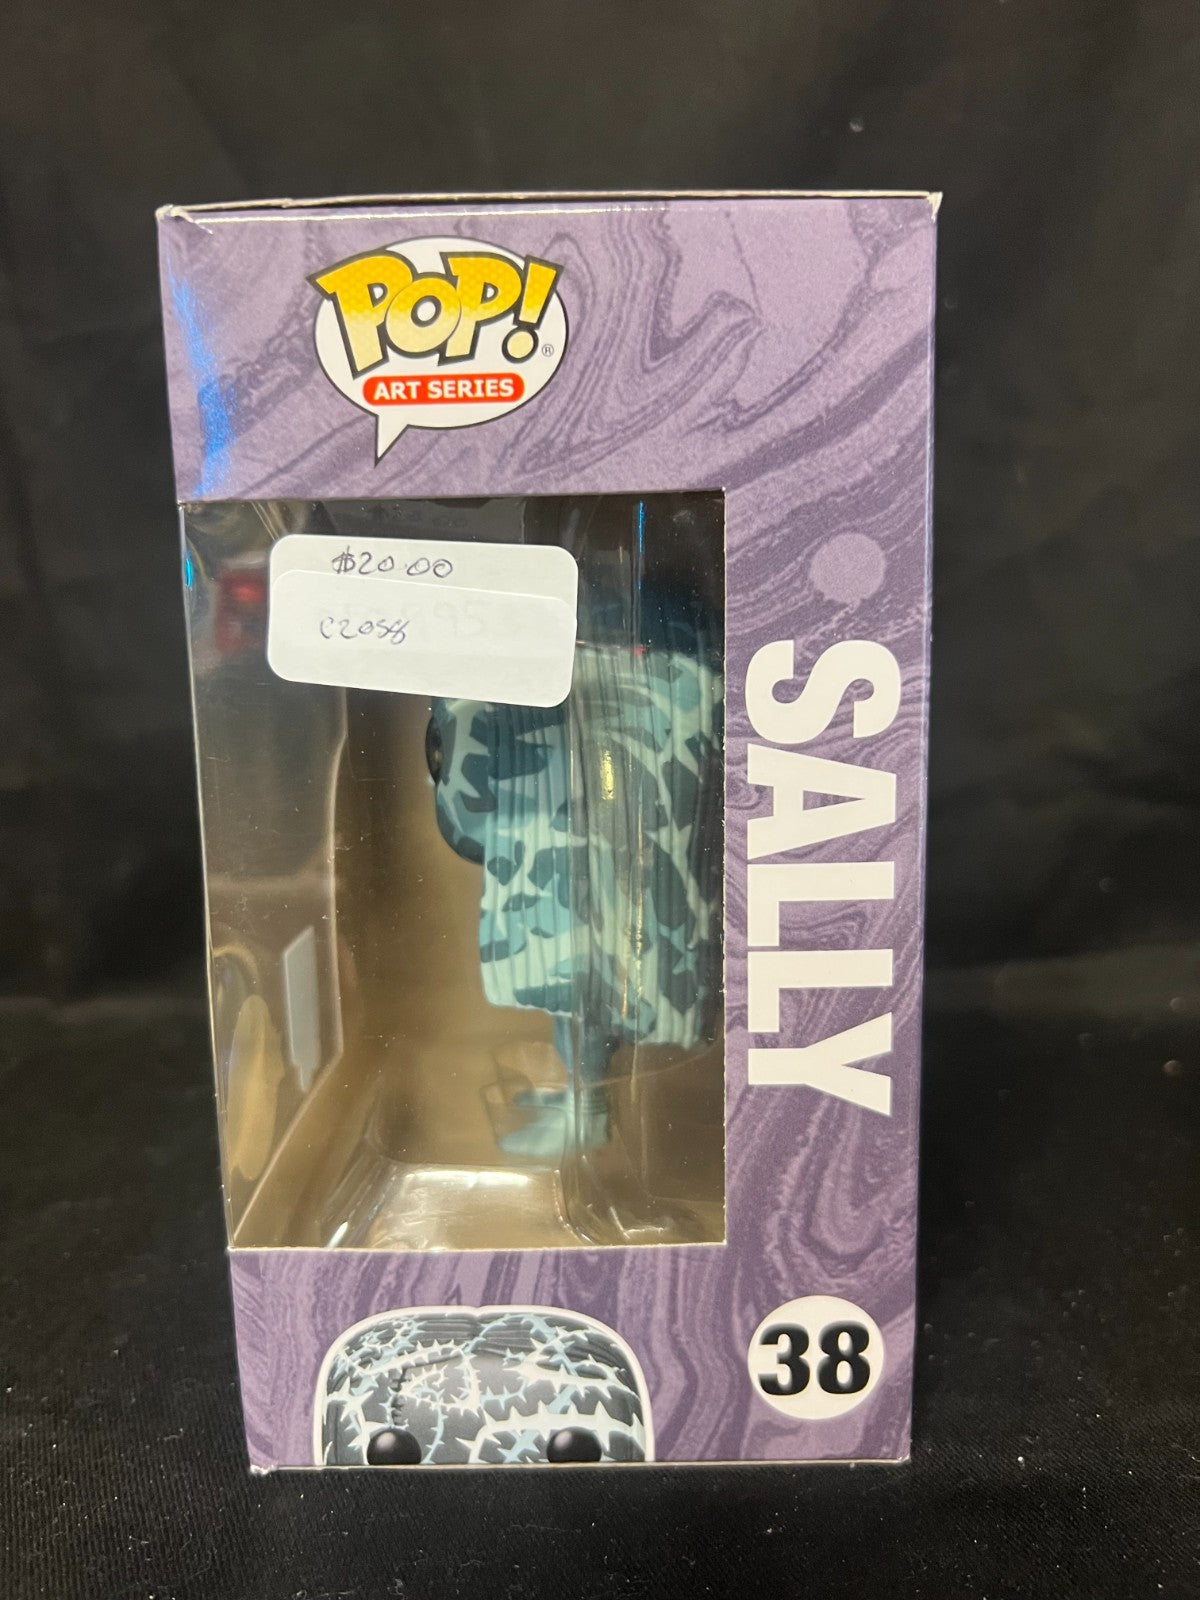 POP!
®
ART SERIES
$20.00
C2058
SALLY
38